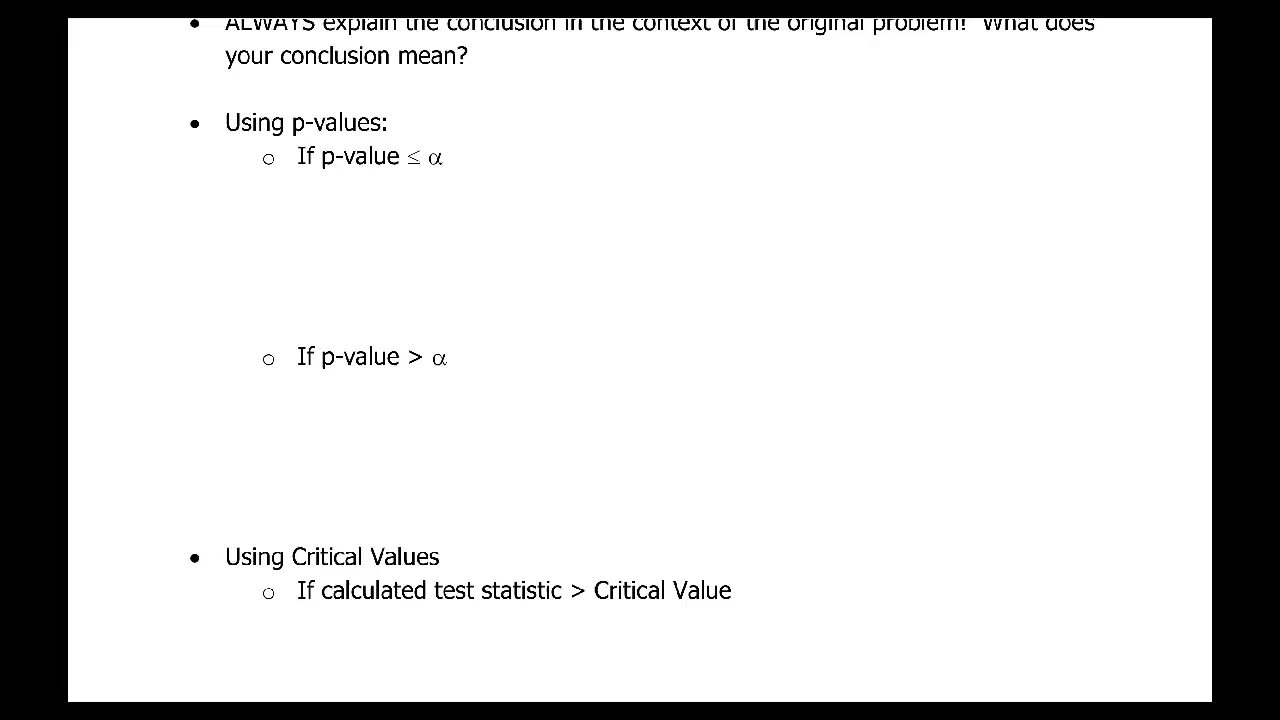 • ALWAYS explain the conclusion in the context of the original problem! What does
your conclusion mean?
• Using p-values:
o If p-value ≤ α
o If p-value > α
• Using Critical Values
o If calculated test statistic > Critical Value